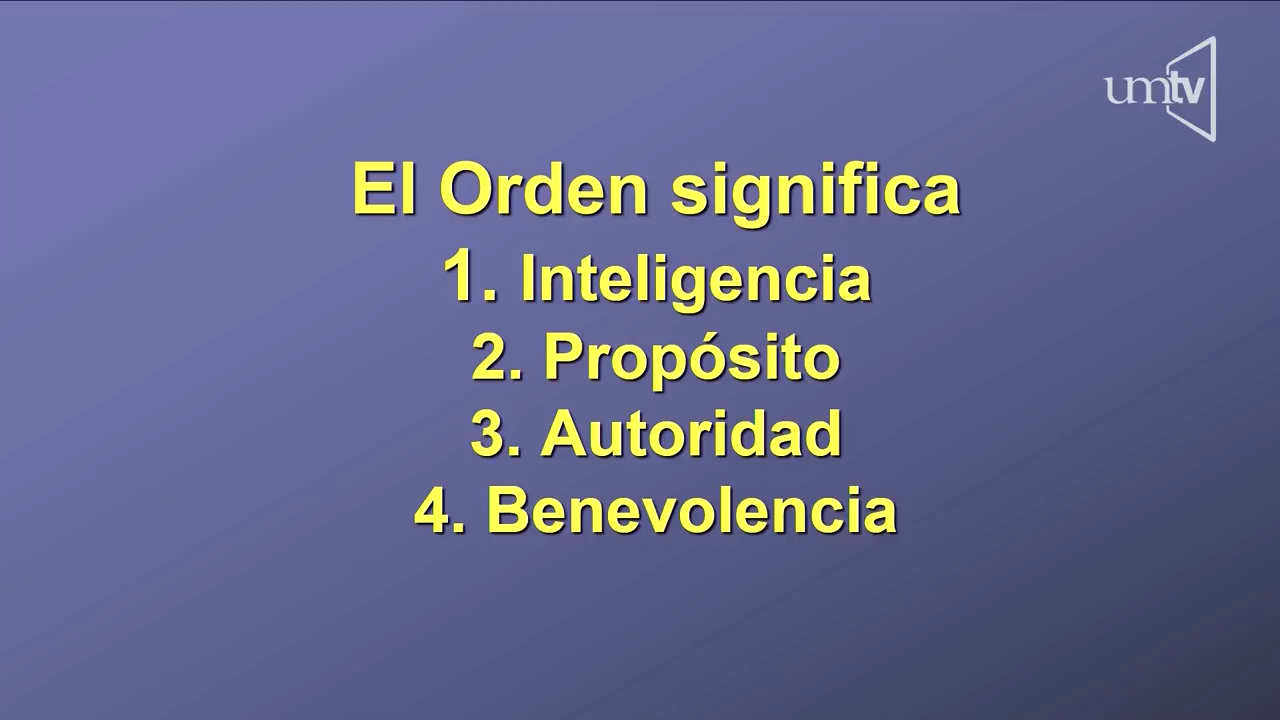 umtv
El Orden significa
1. Inteligencia
2. Propósito
3. Autoridad
4. Benevolencia